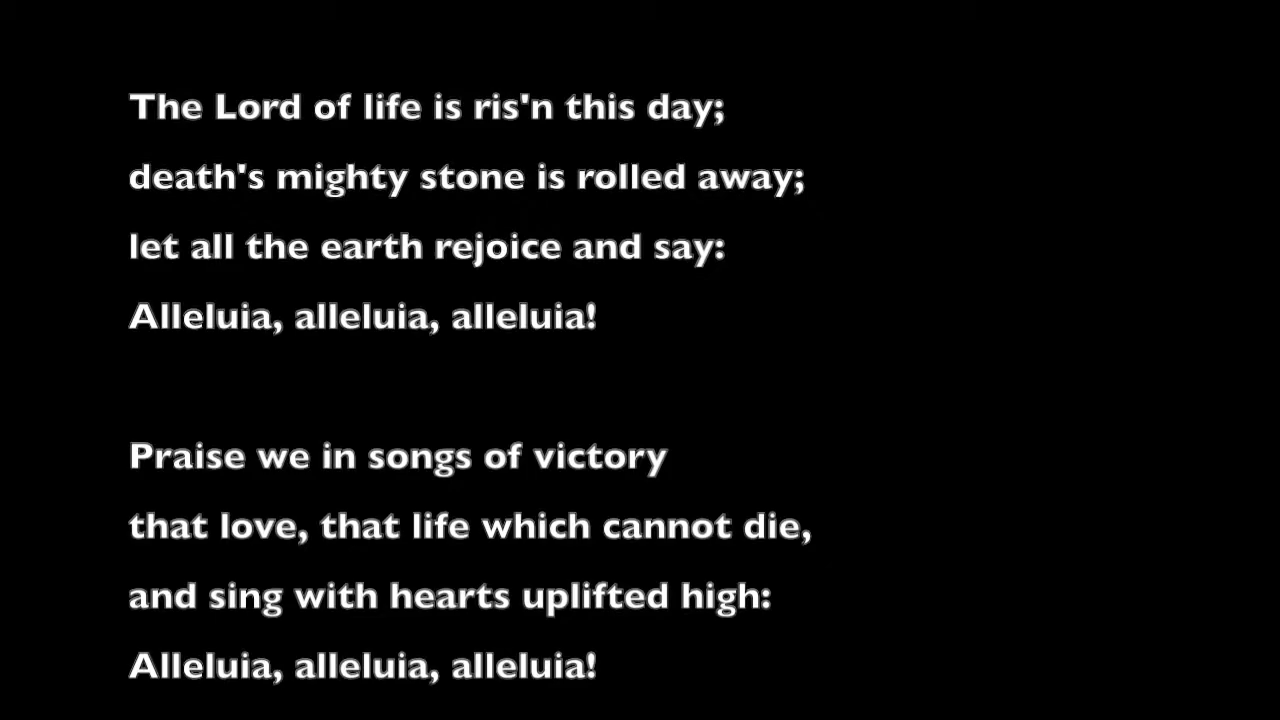 The Lord of life is ris'n this day;
death's mighty stone is rolled away;
let all the earth rejoice and say:
Alleluia, alleluia, alleluia!
Praise we in songs of victory
that love, that life which cannot die,
and sing with hearts uplifted high:
Alleluia, alleluia, alleluia!